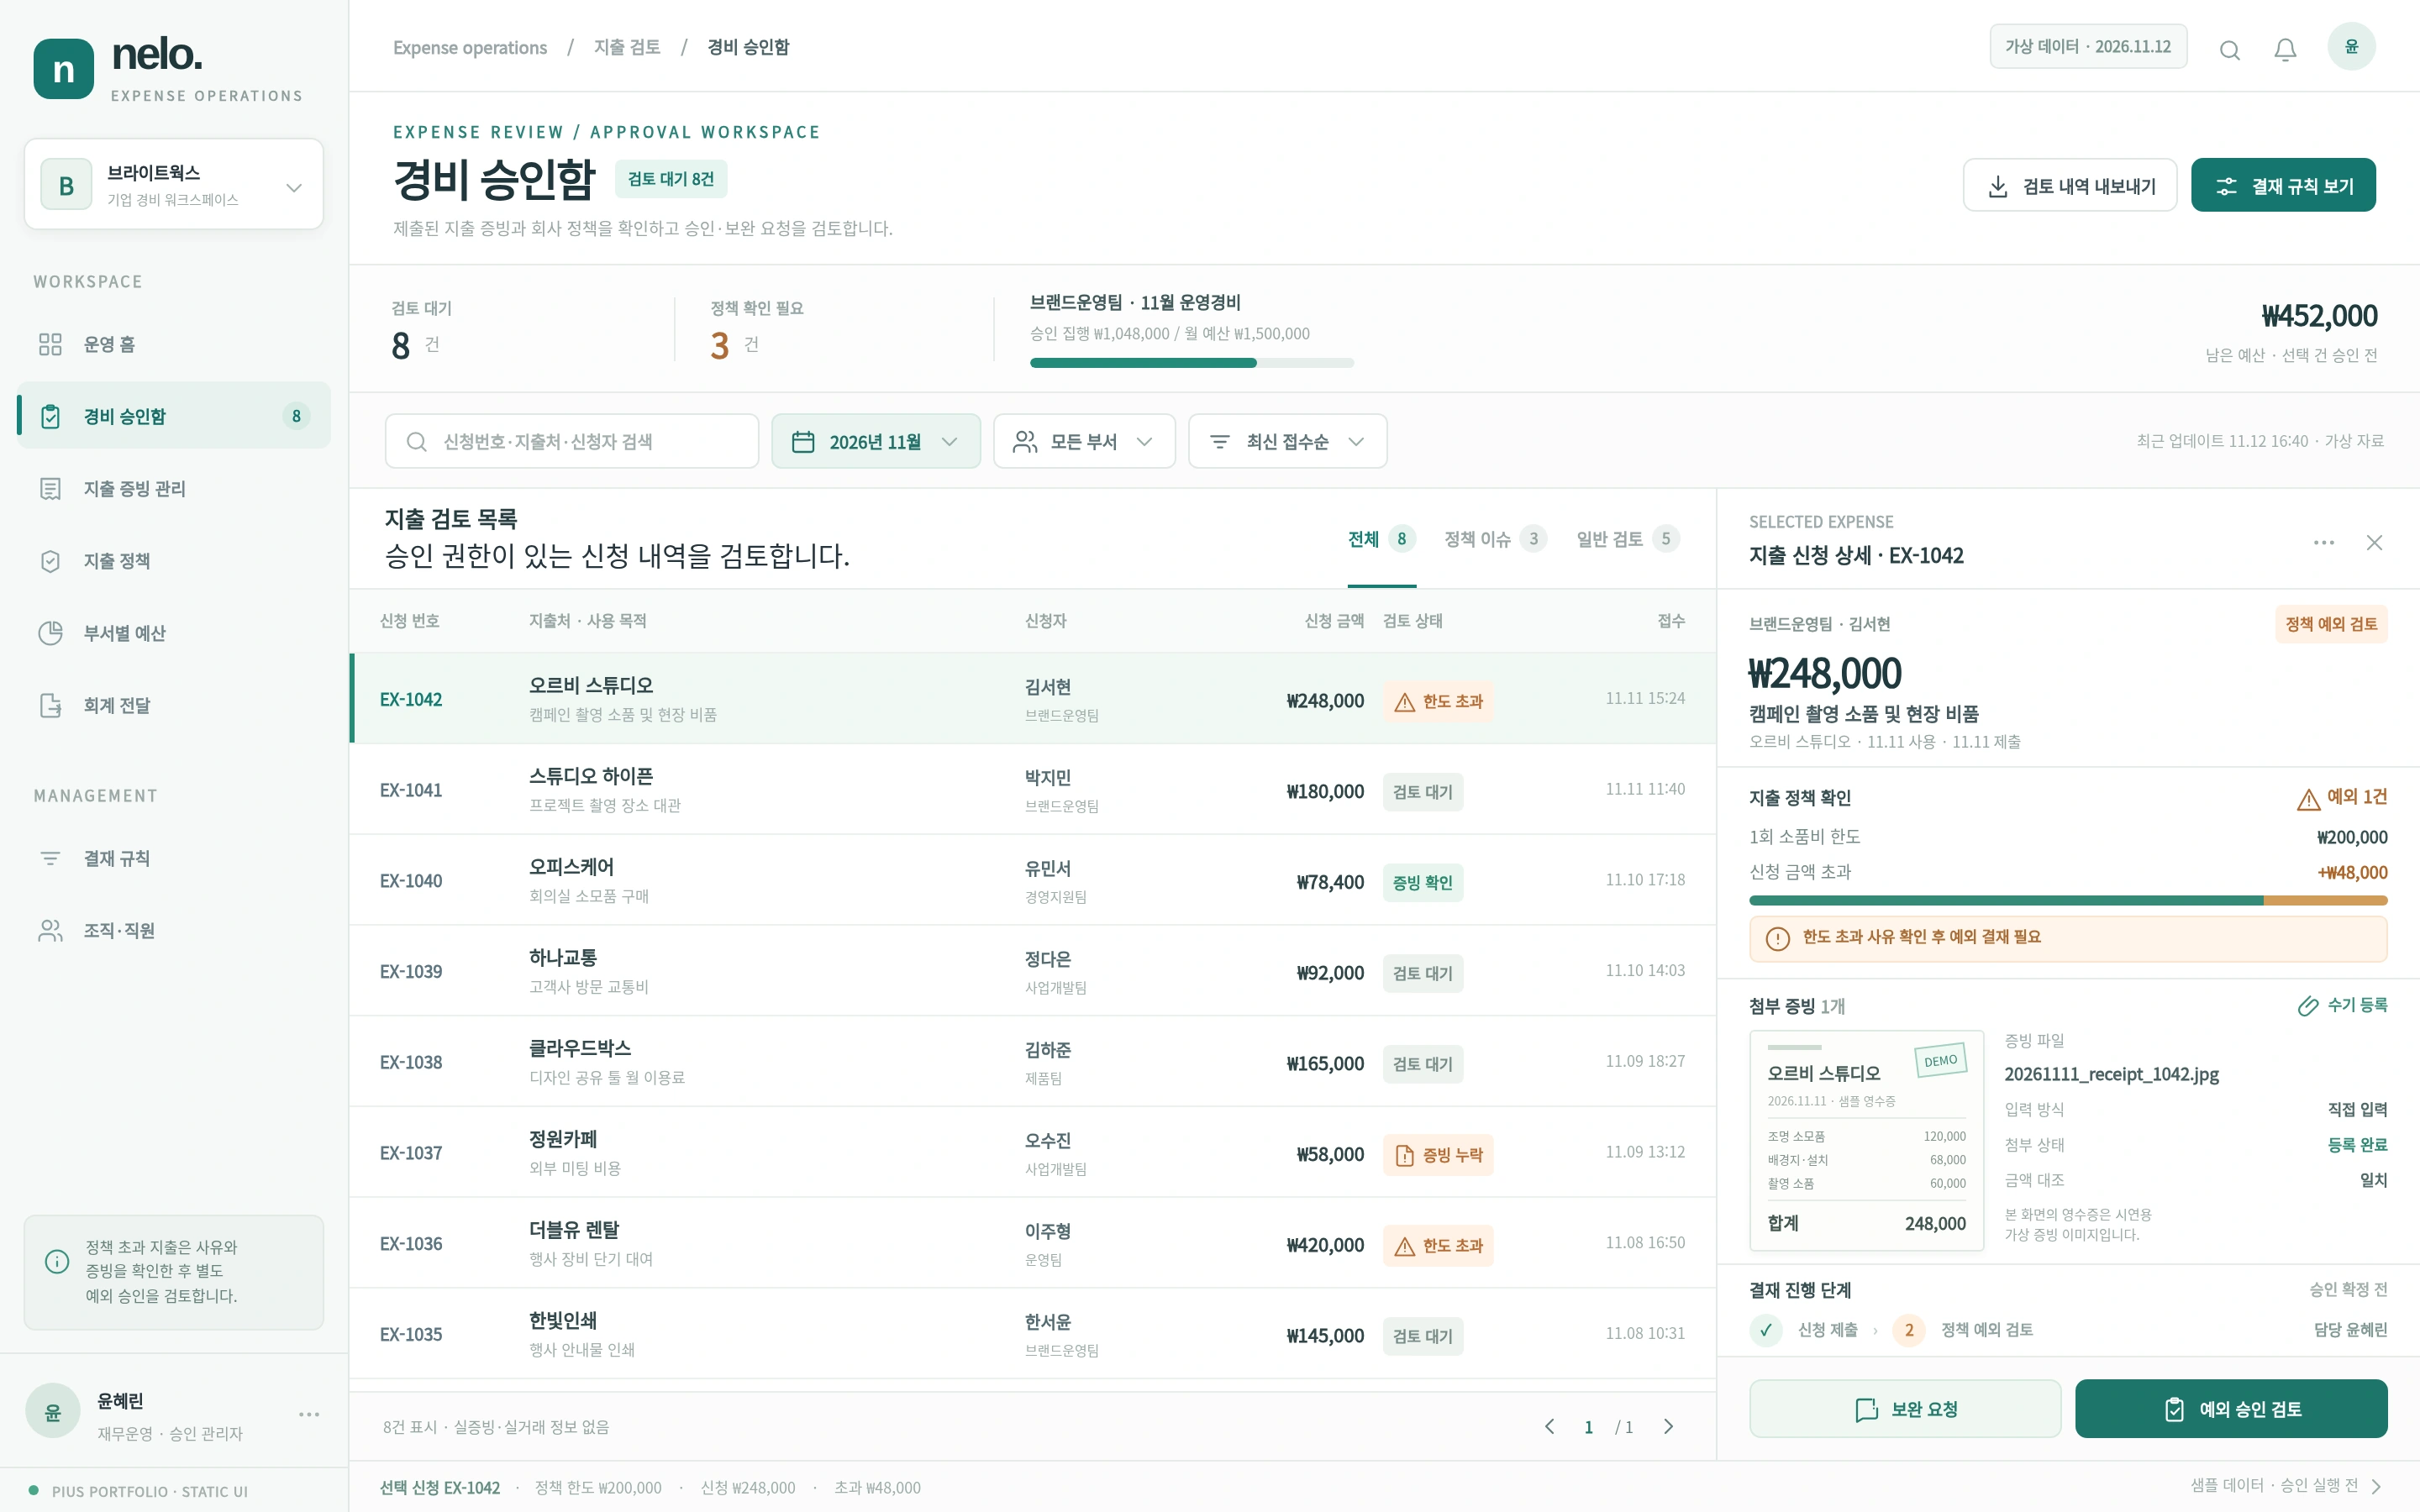 n
nelo.
EXPENSE OPERATIONS
B
브라이트웍스
기업 경비 워크스페이스
WORKSPACE
운영 홈
경비 승인함 8
지출 증빙 관리
지출 정책
부서별 예산
회계 전달
MANAGEMENT
결재 규칙
조직·직원
정책 초과 지출은 사유와
증빙을 확인한 후 별도
예외 승인을 검토합니다.
윤
윤혜린
재무운영 · 승인 관리자
PIUS PORTFOLIO · STATIC UI
Expense operations / 지출 검토 / 경비 승인함
가상 데이터 · 2026.11.12
윤
EXPENSE REVIEW / APPROVAL WORKSPACE
경비 승인함 검토 대기 8건
제출된 지출 증빙과 회사 정책을 확인하고 승인·보완 요청을 검토합니다.
검토 내역 내보내기
결재 규칙 보기
검토 대기
8 건
정책 확인 필요
3 건
브랜드운영팀 · 11월 운영경비
승인 집행 ₩1,048,000 / 월 예산 ₩1,500,000
₩452,000
남은 예산 · 선택 건 승인 전
신청번호·지출처·신청자 검색
2026년 11월
모든 부서
최신 접수순
최근 업데이트 11.12 16:40 · 가상 자료
지출 검토 목록
승인 권한이 있는 신청 내역을 검토합니다.
전체 8 정책 이슈 3 일반 검토 5
신청 번호 지출처 · 사용 목적 신청자 신청 금액 검토 상태 접수
EX-1042 오르비 스튜디오 김서현 ₩248,000 한도 초과 11.11 15:24
캠페인 촬영 소품 및 현장 비품 브랜드운영팀
EX-1041 스튜디오 하이픈 박지민 ₩180,000 검토 대기 11.11 11:40
프로젝트 촬영 장소 대관 브랜드운영팀
EX-1040 오피스케어 유민서 ₩78,400 증빙 확인 11.10 17:18
회의실 소모품 구매 경영지원팀
EX-1039 하나교통 정다은 ₩92,000 검토 대기 11.10 14:03
고객사 방문 교통비 사업개발팀
EX-1038 클라우드박스 김하준 ₩165,000 검토 대기 11.09 18:27
디자인 공유 툴 월 이용료 제품팀
EX-1037 정원카페 오수진 ₩58,000 증빙 누락 11.09 13:12
외부 미팅 비용 사업개발팀
EX-1036 더블유 렌탈 이주형 ₩420,000 한도 초과 11.08 16:50
행사 장비 단기 대여 운영팀
EX-1035 한빛인쇄 한서윤 ₩145,000 검토 대기 11.08 10:31
행사 안내물 인쇄 브랜드운영팀
8건 표시 · 실증빙·실거래 정보 없음
1 / 1
SELECTED EXPENSE
지출 신청 상세 · EX-1042
브랜드운영팀 · 김서현 정책 예외 검토
₩248,000
캠페인 촬영 소품 및 현장 비품
오르비 스튜디오 · 11.11 사용 · 11.11 제출
지출 정책 확인 예외 1건
1회 소품비 한도 ₩200,000
신청 금액 초과 +₩48,000
한도 초과 사유 확인 후 예외 결재 필요
첨부 증빙 1개 수기 등록
오르비 스튜디오 DEMO
2026.11.11 · 샘플 영수증
조명 소모품 120,000
배경지·설치 68,000
촬영 소품 60,000
합계 248,000
증빙 파일
20261111_receipt_1042.jpg
입력 방식 직접 입력
첨부 상태 등록 완료
금액 대조 일치
본 화면의 영수증은 시연용
가상 증빙 이미지입니다.
결재 진행 단계 승인 확정 전
✓ 신청 제출 › 2 정책 예외 검토 담당 윤혜린
보완 요청
예외 승인 검토
선택 신청 EX-1042 · 정책 한도 ₩200,000 · 신청 ₩248,000 · 초과 ₩48,000
샘플 데이터 · 승인 실행 전